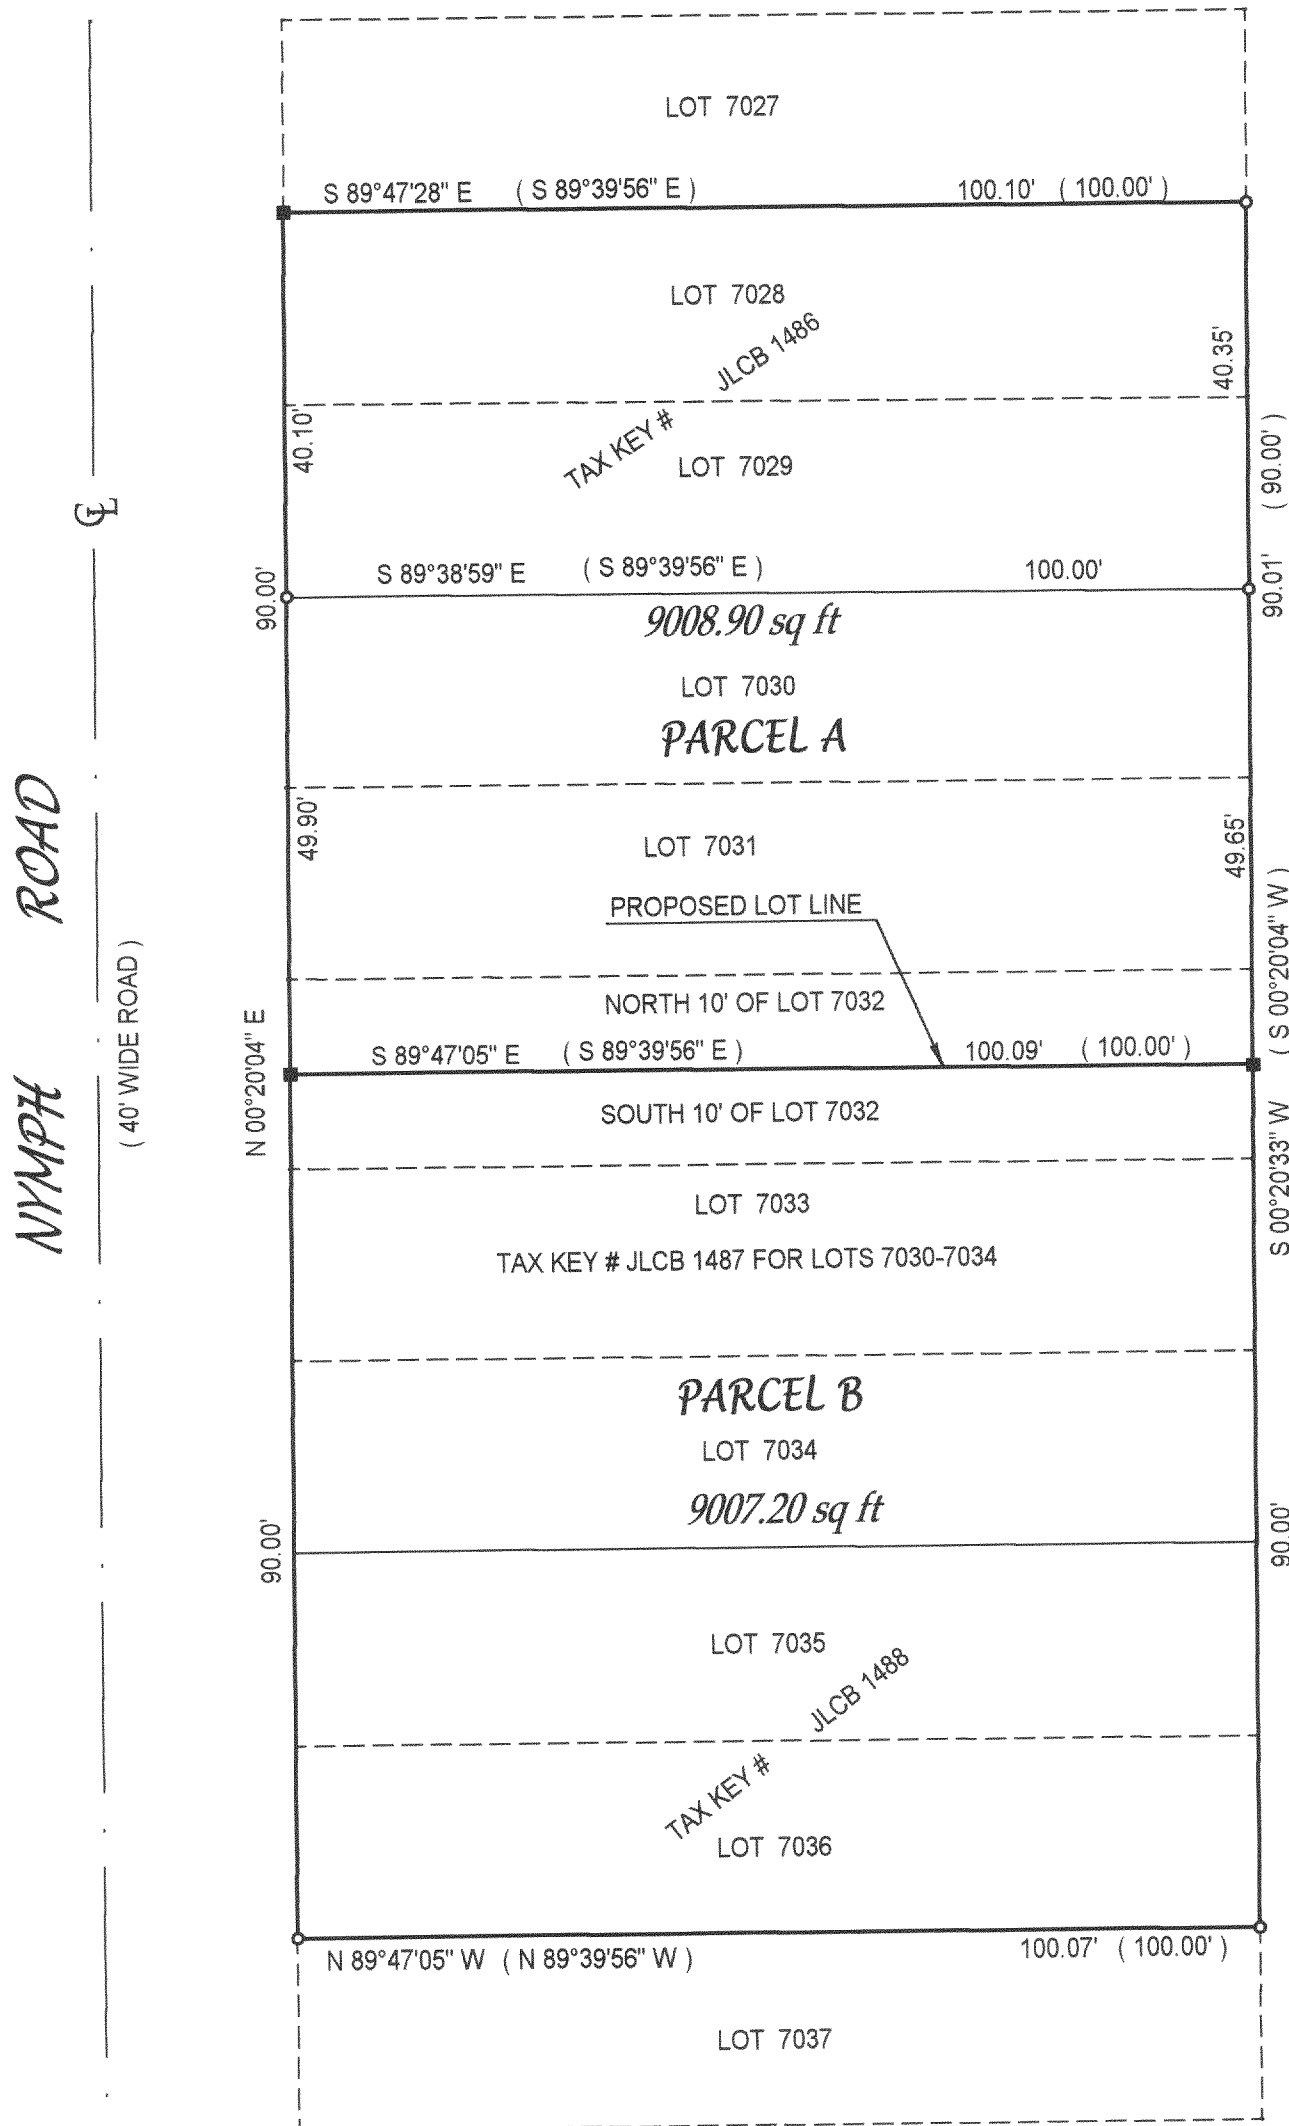 LOT 7027
S 89°47'28" E ( S 89°39'56" E ) 100.10' ( 100.00' )
LOT 7028
TAX KEY # JLCB 1486
40.35'
40.10'
LOT 7029
( 90.00' )
℄
S 89°38'59" E ( S 89°39'56" E ) 100.00'
90.00'
90.01'
9008.90 sq ft
LOT 7030
PARCEL A
49.90'
49.65'
LOT 7031
PROPOSED LOT LINE
NYMPH ROAD
( 40' WIDE ROAD )
N 00°20'04" E
( S 00°20'04" W )
S 00°20'33" W
NORTH 10' OF LOT 7032
S 89°47'05" E ( S 89°39'56" E ) 100.09' ( 100.00' )
SOUTH 10' OF LOT 7032
LOT 7033
TAX KEY # JLCB 1487 FOR LOTS 7030-7034
PARCEL B
LOT 7034
9007.20 sq ft
90.00'
90.00'
LOT 7035
TAX KEY # JLCB 1488
LOT 7036
N 89°47'05" W ( N 89°39'56" W ) 100.07' ( 100.00' )
LOT 7037